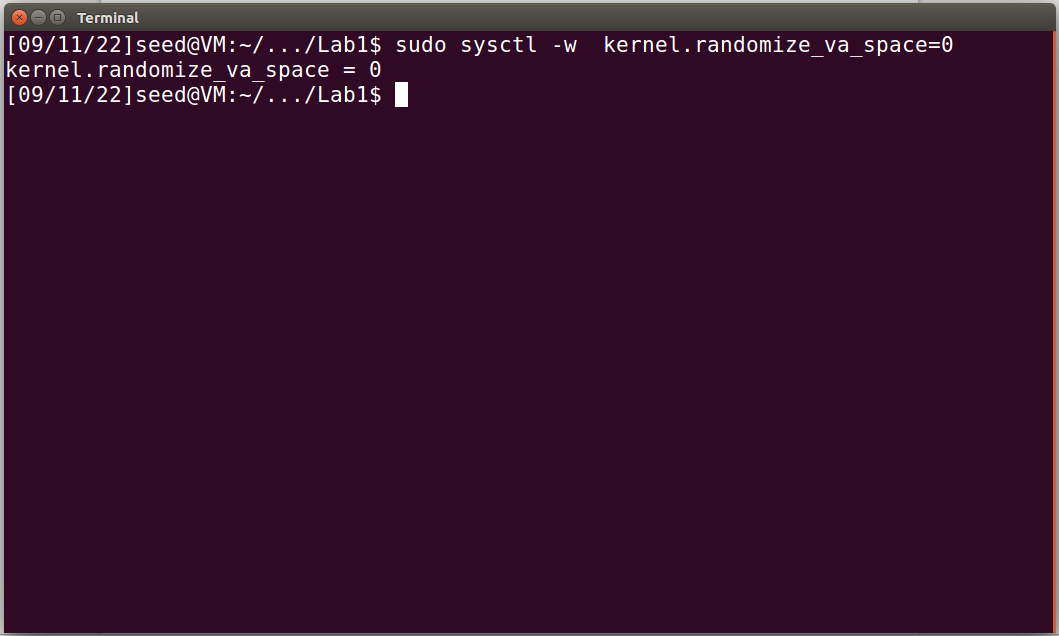 Terminal
[09/11/22]seed@VM:~/.../Lab1$ sudo sysctl -w  kernel.randomize_va_space=0
kernel.randomize_va_space = 0
[09/11/22]seed@VM:~/.../Lab1$